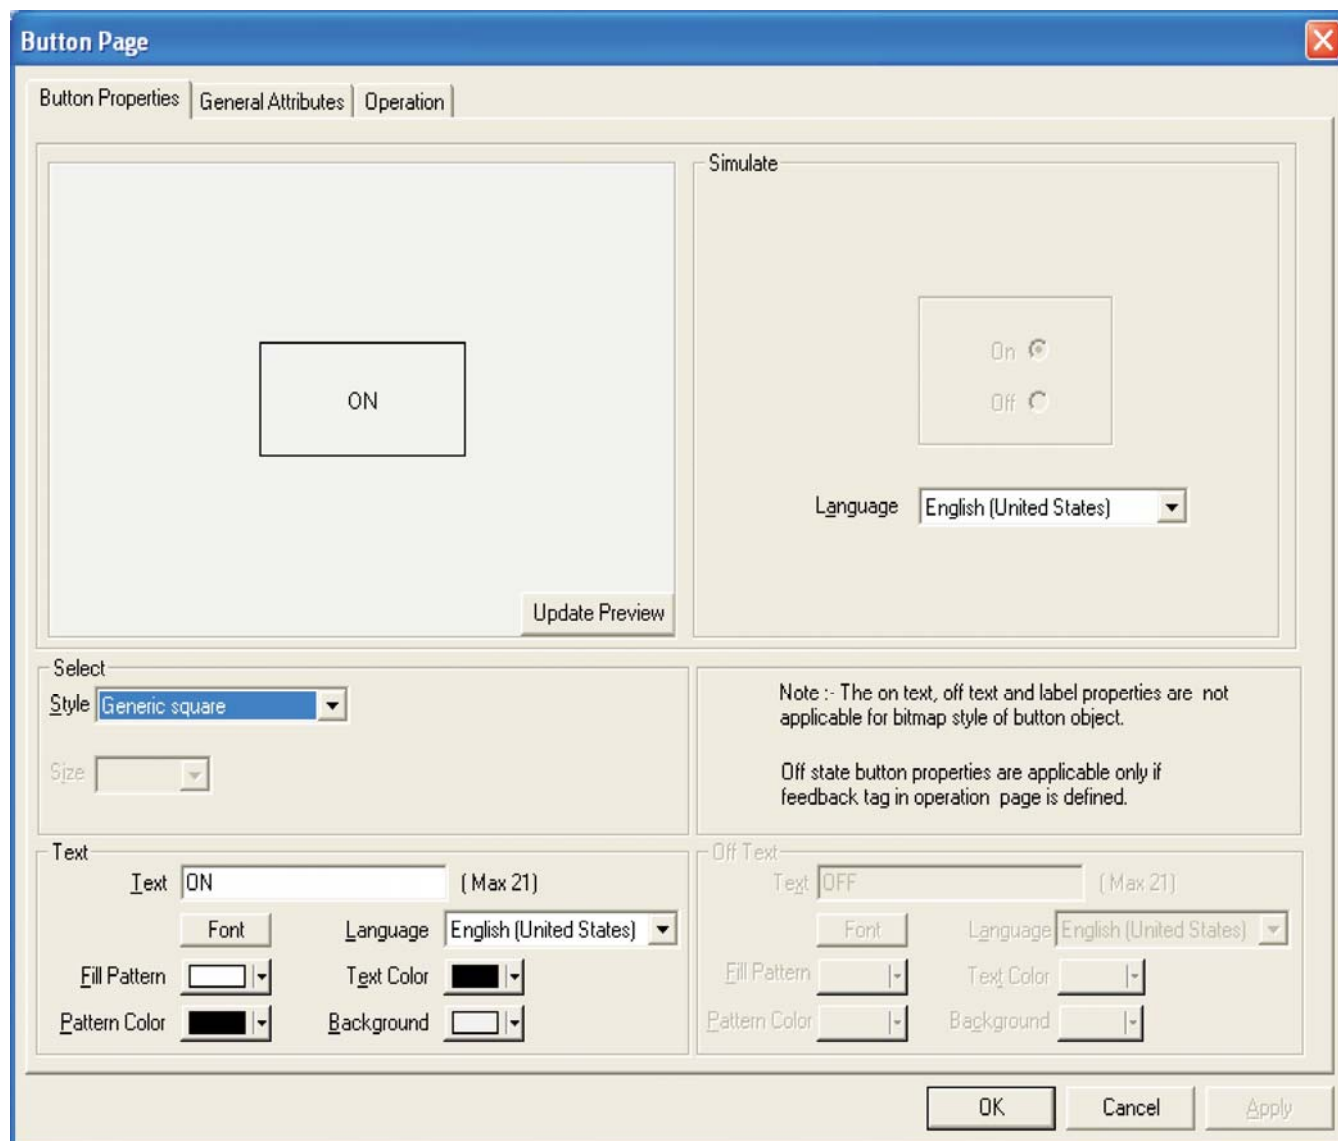 Button Page
Button Properties General Attributes Operation
ON
Update Preview
Simulate
On
Off
Language English (United States)
Select
Style Generic square
Size
Note :- The on text, off text and label properties are not
applicable for bitmap style of button object.
Off state button properties are applicable only if
feedback tag in operation page is defined.
Text
Text ON (Max 21)
Font Language English (United States)
Fill Pattern Text Color
Pattern Color Background
Off Text
Text OFF (Max 21)
Font Language English (United States)
Fill Pattern Text Color
Pattern Color Background
OK Cancel Apply